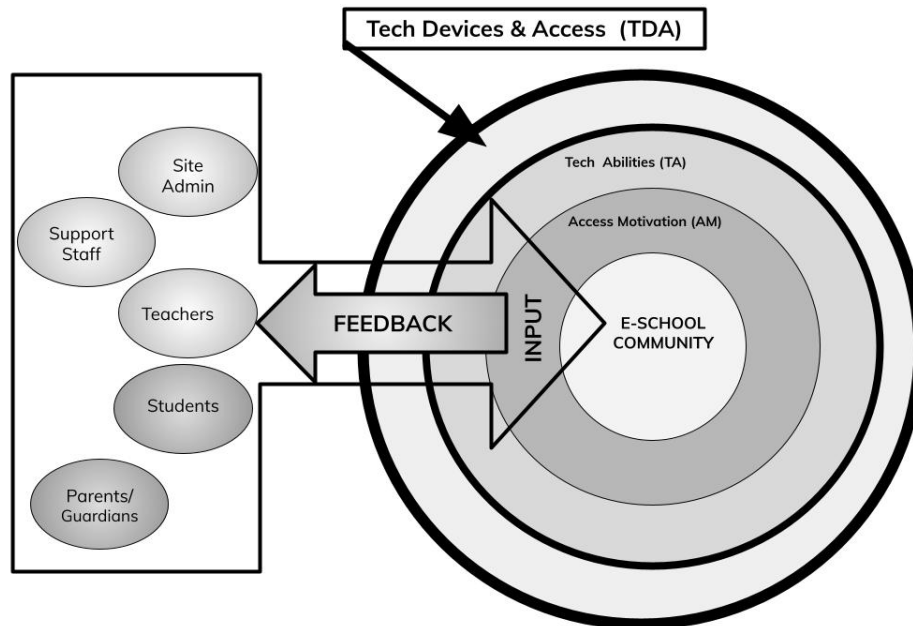 Tech Devices & Access (TDA)
Site
Admin
Support
Staff
Teachers
Students
Parents/
Guardians
FEEDBACK
INPUT
Tech Abilities (TA)
Access Motivation (AM)
E-SCHOOL
COMMUNITY